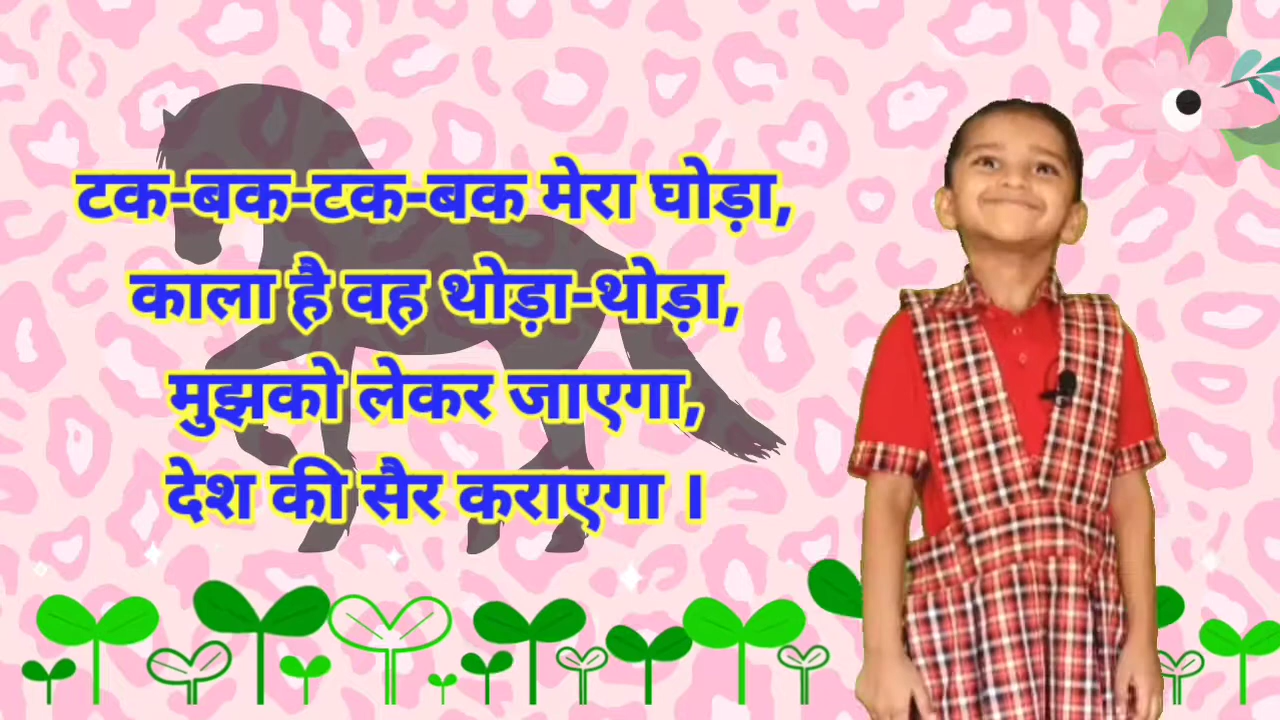 टक-बक-टक-बक मेरा घोड़ा,
काला है वह थोड़ा-थोड़ा,
मुझको लेकर जाएगा,
देश की सैर कराएगा ।